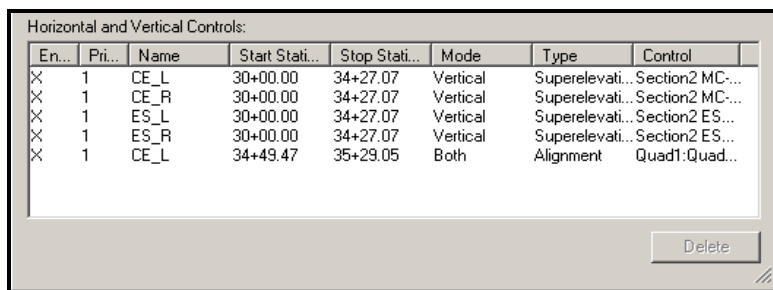 Horizontal and Vertical Controls:
En... Pri... Name Start Stati... Stop Stati... Mode Type Control
X 1 CE_L 30+00.00 34+27.07 Vertical Superelevati... Section2 MC-...
X 1 CE_R 30+00.00 34+27.07 Vertical Superelevati... Section2 MC-...
X 1 ES_L 30+00.00 34+27.07 Vertical Superelevati... Section2 ES...
X 1 ES_R 30+00.00 34+27.07 Vertical Superelevati... Section2 ES...
X 1 CE_L 34+49.47 35+29.05 Both Alignment Quad1:Quad...
Delete